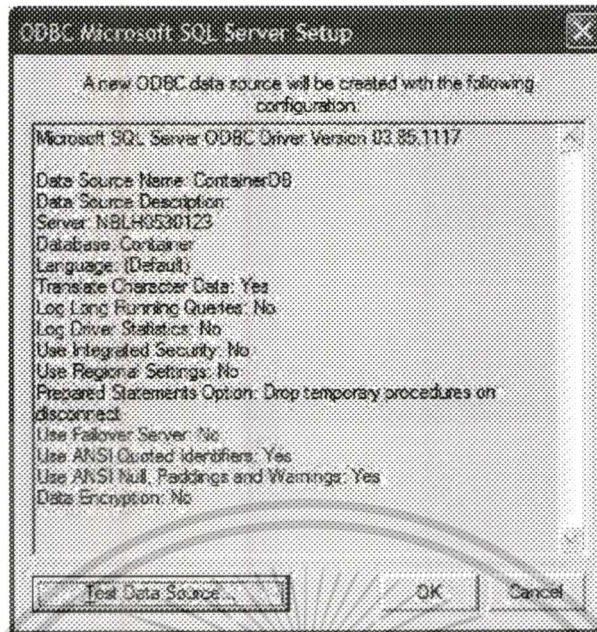 ODBC Microsoft SQL Server Setup
A new ODBC data source will be created with the following
configuration:
Microsoft SQL Server ODBC Driver Version 03.85.1117
Data Source Name: ContainerDB
Data Source Description:
Server: NBLH0530123
Database: Container
Language: (Default)
Translate Character Data: Yes
Log Long Running Queries: No
Log Driver Statistics: No
Use Integrated Security: No
Use Regional Settings: No
Prepared Statements Option: Drop temporary procedures on
disconnect
Use Failover Server: No
Use ANSI Quoted Identifiers: Yes
Use ANSI Null, Paddings and Warnings: Yes
Data Encryption: No
Test Data Source...
OK
Cancel